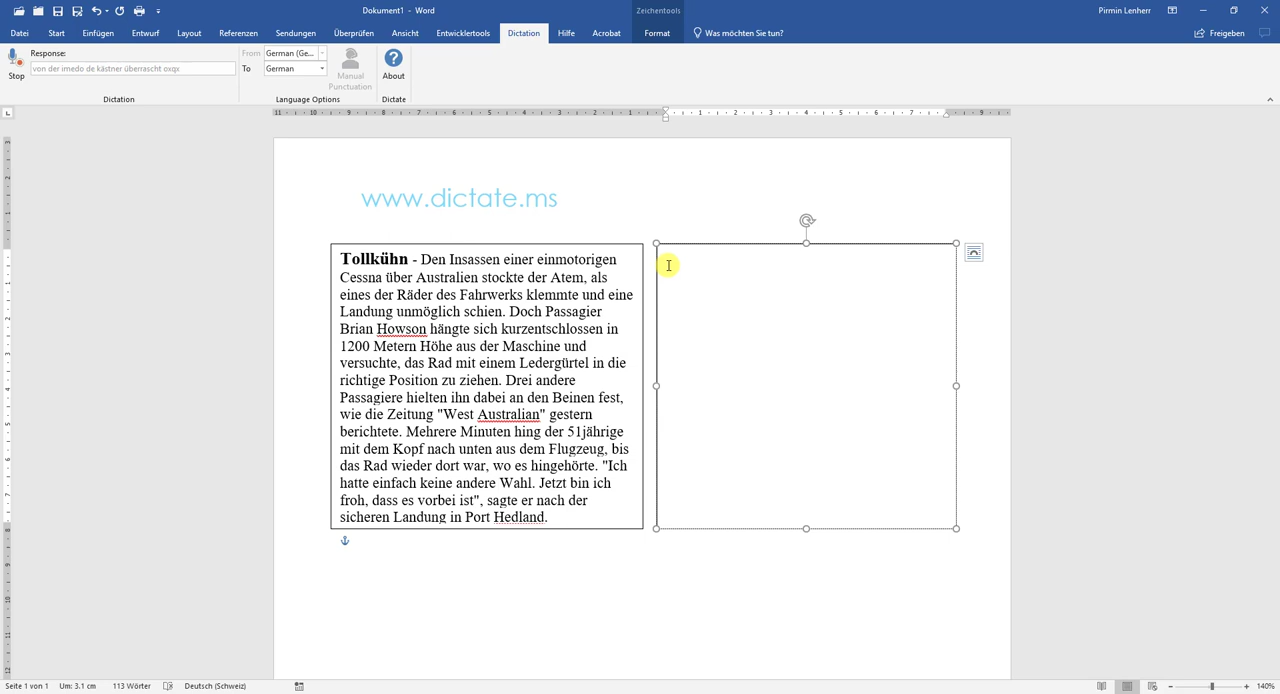 Dokument1 - Word
Zeichentools
Pirmin Lenherr
Datei Start Einfügen Entwurf Layout Referenzen Sendungen Überprüfen Ansicht Entwicklertools Dictation Hilfe Acrobat Format Was möchten Sie tun? Freigeben
Response:
von der imedo de kästner überrascht oxqx
Stop
From German (Ge...
To German
Manual
Punctuation
About
Dictation Language Options Dictate
www.dictate.ms
Tollkühn - Den Insassen einer einmotorigen
Cessna über Australien stockte der Atem, als
eines der Räder des Fahrwerks klemmte und eine
Landung unmöglich schien. Doch Passagier
Brian Howson hängte sich kurzentschlossen in
1200 Metern Höhe aus der Maschine und
versuchte, das Rad mit einem Ledergürtel in die
richtige Position zu ziehen. Drei andere
Passagiere hielten ihn dabei an den Beinen fest,
wie die Zeitung "West Australian" gestern
berichtete. Mehrere Minuten hing der 51jährige
mit dem Kopf nach unten aus dem Flugzeug, bis
das Rad wieder dort war, wo es hingehörte. "Ich
hatte einfach keine andere Wahl. Jetzt bin ich
froh, dass es vorbei ist", sagte er nach der
sicheren Landung in Port Hedland.
Seite 1 von 1 Um: 3.1 cm 113 Wörter Deutsch (Schweiz) 140%